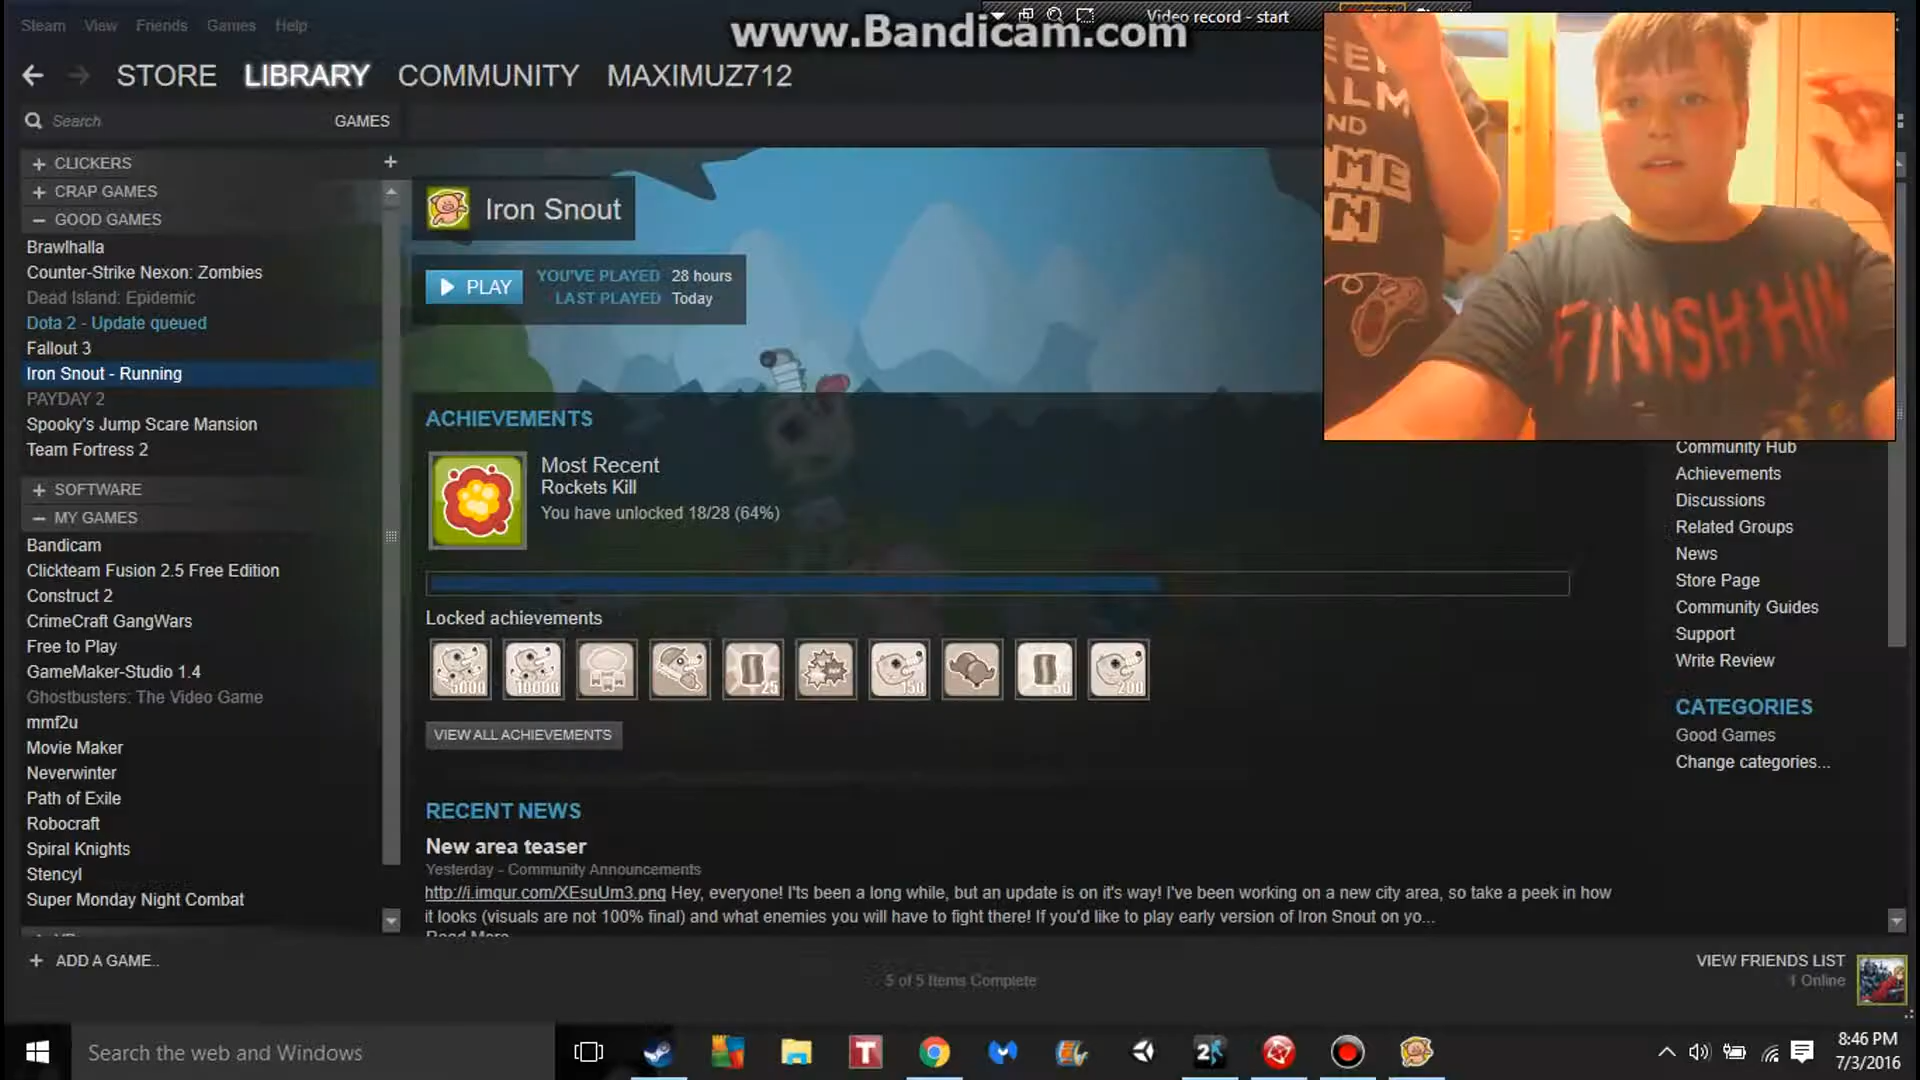 www.Bandicam.com
Video record - start
Steam View Friends Games Help
STORE LIBRARY COMMUNITY MAXIMUZ712
Search GAMES
+ CLICKERS +
+ CRAP GAMES
– GOOD GAMES
Brawlhalla
Counter-Strike Nexon: Zombies
Dead Island: Epidemic
Dota 2 - Update queued
Fallout 3
Iron Snout - Running
PAYDAY 2
Spooky's Jump Scare Mansion
Team Fortress 2
+ SOFTWARE
– MY GAMES
Bandicam
Clickteam Fusion 2.5 Free Edition
Construct 2
CrimeCraft GangWars
Free to Play
GameMaker-Studio 1.4
Ghostbusters: The Video Game
mmf2u
Movie Maker
Neverwinter
Path of Exile
Robocraft
Spiral Knights
Stencyl
Super Monday Night Combat
+ ADD A GAME..
Iron Snout
PLAY
YOU'VE PLAYED 28 hours
LAST PLAYED Today
ACHIEVEMENTS
Most Recent
Rockets Kill
You have unlocked 18/28 (64%)
Locked achievements
5000 10000 25 150 50 200
VIEW ALL ACHIEVEMENTS
RECENT NEWS
New area teaser
Yesterday - Community Announcements
http://i.imgur.com/XEsuUm3.png Hey, everyone! I'ts been a long while, but an update is on it's way! I've been working on a new city area, so take a peek in how
it looks (visuals are not 100% final) and what enemies you will have to fight there! If you'd like to play early version of Iron Snout on yo...
Read More
ALM
ND
FINISH HIM
Community Hub
Achievements
Discussions
Related Groups
News
Store Page
Community Guides
Support
Write Review
CATEGORIES
Good Games
Change categories...
5 of 5 Items Complete
VIEW FRIENDS LIST
1 Online
Search the web and Windows
8:46 PM
7/3/2016